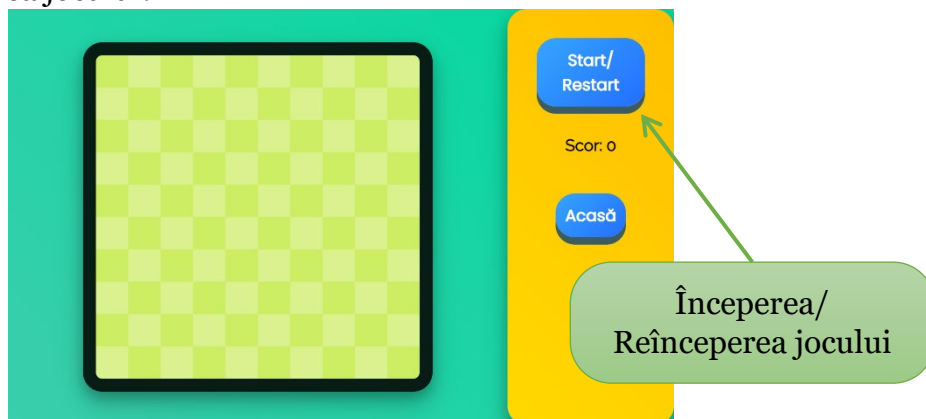 Start/
Restart
Scor: 0
Acasă
Începerea/
Reînceperea jocului